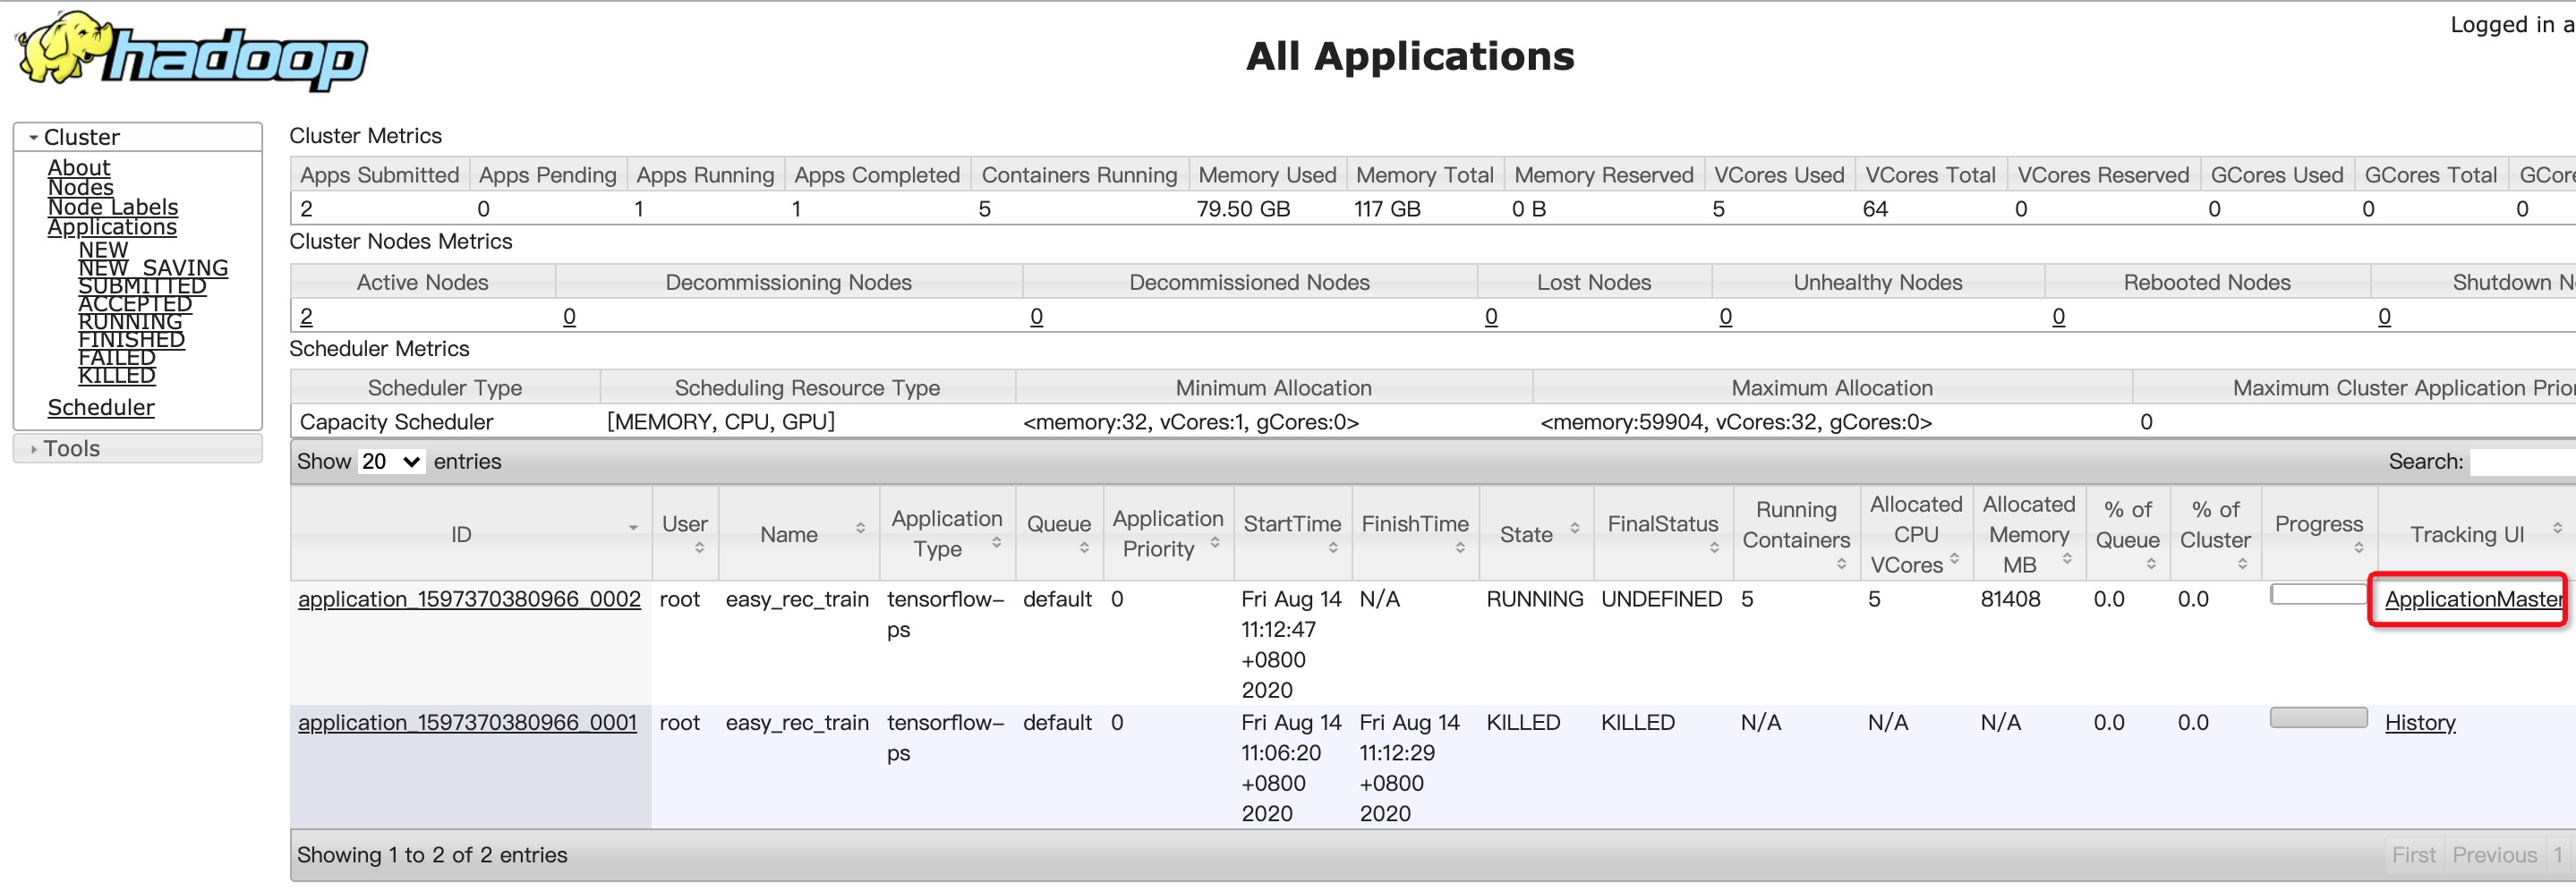 hadoop
All Applications
Logged in a
Cluster
About
Nodes
Node Labels
Applications
NEW
NEW_SAVING
SUBMITTED
ACCEPTED
RUNNING
FINISHED
FAILED
KILLED
Scheduler
Tools
Cluster Metrics
Apps Submitted Apps Pending Apps Running Apps Completed Containers Running Memory Used Memory Total Memory Reserved VCores Used VCores Total VCores Reserved GCores Used GCores Total GCore
2 0 1 1 5 79.50 GB 117 GB 0 B 5 64 0 0 0 0
Cluster Nodes Metrics
Active Nodes Decommissioning Nodes Decommissioned Nodes Lost Nodes Unhealthy Nodes Rebooted Nodes Shutdown N
2 0 0 0 0 0 0
Scheduler Metrics
Scheduler Type Scheduling Resource Type Minimum Allocation Maximum Allocation Maximum Cluster Application Prior
Capacity Scheduler [MEMORY, CPU, GPU] <memory:32, vCores:1, gCores:0> <memory:59904, vCores:32, gCores:0> 0
Show 20 entries Search:
ID User Name Application Type Queue Application Priority StartTime FinishTime State FinalStatus Running Containers Allocated CPU VCores Allocated Memory MB % of Queue % of Cluster Progress Tracking UI
application_1597370380966_0002 root easy_rec_train tensorflow- default 0 Fri Aug 14 N/A RUNNING UNDEFINED 5 5 81408 0.0 0.0 ApplicationMaster
ps 11:12:47
+0800
2020
application_1597370380966_0001 root easy_rec_train tensorflow- default 0 Fri Aug 14 Fri Aug 14 KILLED KILLED N/A N/A N/A 0.0 0.0 History
ps 11:06:20 11:12:29
+0800 +0800
2020 2020
Showing 1 to 2 of 2 entries First Previous 1